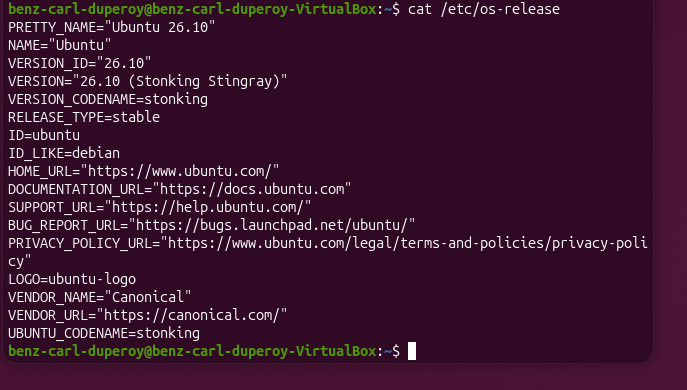 benz-carl-duperoy@benz-carl-duperoy-VirtualBox:~$ cat /etc/os-release
PRETTY_NAME="Ubuntu 26.10"
NAME="Ubuntu"
VERSION_ID="26.10"
VERSION="26.10 (Stonking Stingray)"
VERSION_CODENAME=stonking
RELEASE_TYPE=stable
ID=ubuntu
ID_LIKE=debian
HOME_URL="https://www.ubuntu.com/"
DOCUMENTATION_URL="https://docs.ubuntu.com"
SUPPORT_URL="https://help.ubuntu.com/"
BUG_REPORT_URL="https://bugs.launchpad.net/ubuntu/"
PRIVACY_POLICY_URL="https://www.ubuntu.com/legal/terms-and-policies/privacy-poli
cy"
LOGO=ubuntu-logo
VENDOR_NAME="Canonical"
VENDOR_URL="https://canonical.com/"
UBUNTU_CODENAME=stonking
benz-carl-duperoy@benz-carl-duperoy-VirtualBox:~$